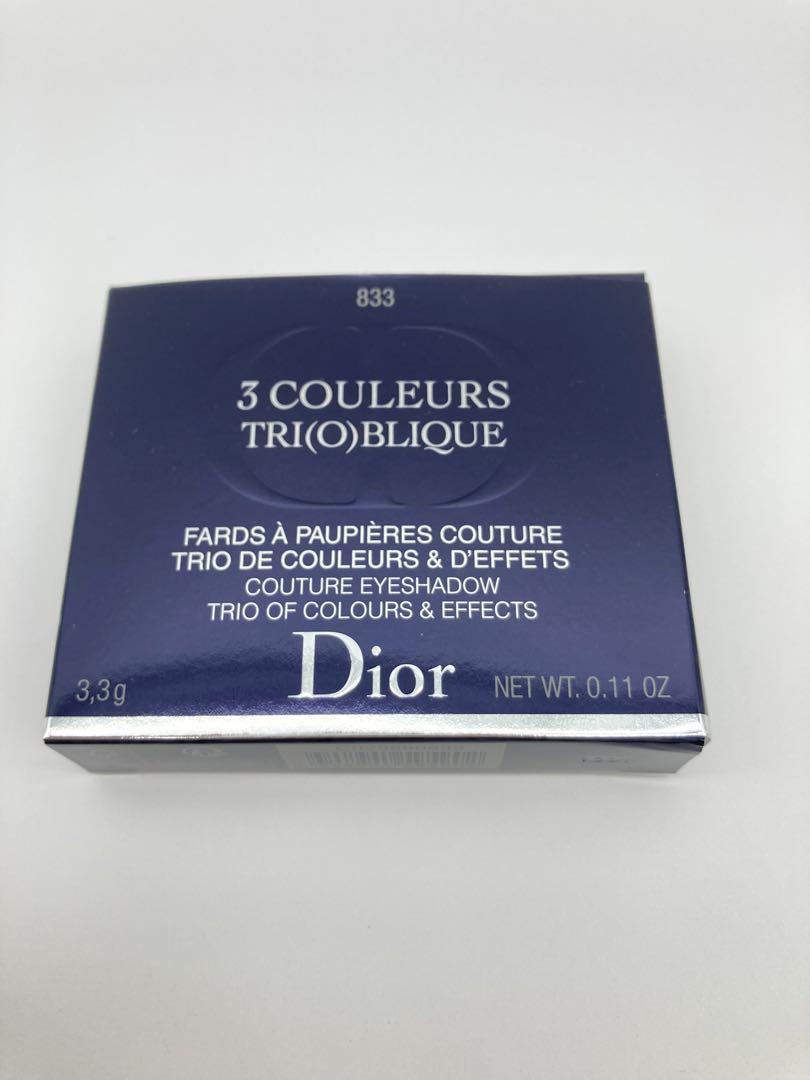 833
3 COULEURS
TRI(O)BLIQUE
FARDS À PAUPIÈRES COUTURE
TRIO DE COULEURS & D'EFFETS
COUTURE EYESHADOW
TRIO OF COLOURS & EFFECTS
Dior
3,3g NET WT. 0.11 OZ